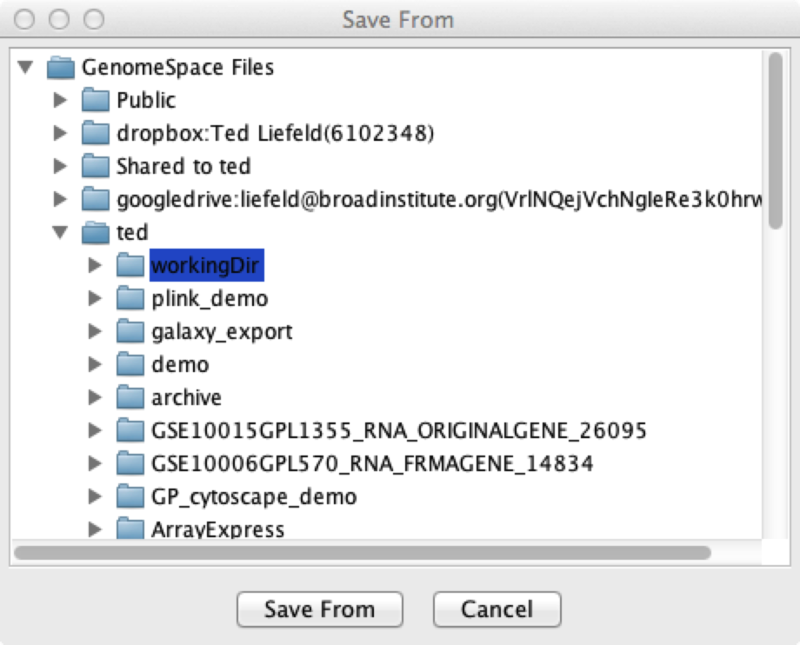 Save From
GenomeSpace Files
Public
dropbox:Ted Liefeld(6102348)
Shared to ted
googledrive:liefeld@broadinstitute.org(VrlNQejVchNgIeRe3k0hrw
ted
workingDir
plink_demo
galaxy_export
demo
archive
GSE10015GPL1355_RNA_ORIGINALGENE_26095
GSE10006GPL570_RNA_FRMAGENE_14834
GP_cytoscape_demo
ArrayExpress
Save From Cancel